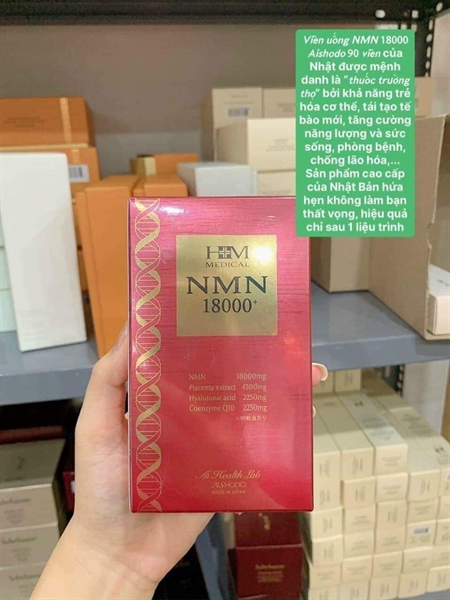 Viên uống NMN 18000
Aishodo 90 viên của
Nhật được mệnh
danh là "thuốc trường
thọ" bởi khả năng trẻ
hóa cơ thể, tái tạo tế
bào mới, tăng cường
năng lượng và sức
sống, phòng bệnh,
chống lão hóa,...
Sản phẩm cao cấp
của Nhật Bản hứa
hẹn không làm bạn
thất vọng, hiệu quả
chỉ sau 1 liệu trình
H+M
MEDICAL
NMN
18000+
NMN 18000mg
Placenta extract 4500mg
Hyaluronic acid 2250mg
Coenzyme Q10 2250mg
Ai Health Lab
AISHODO
MADE IN JAPAN